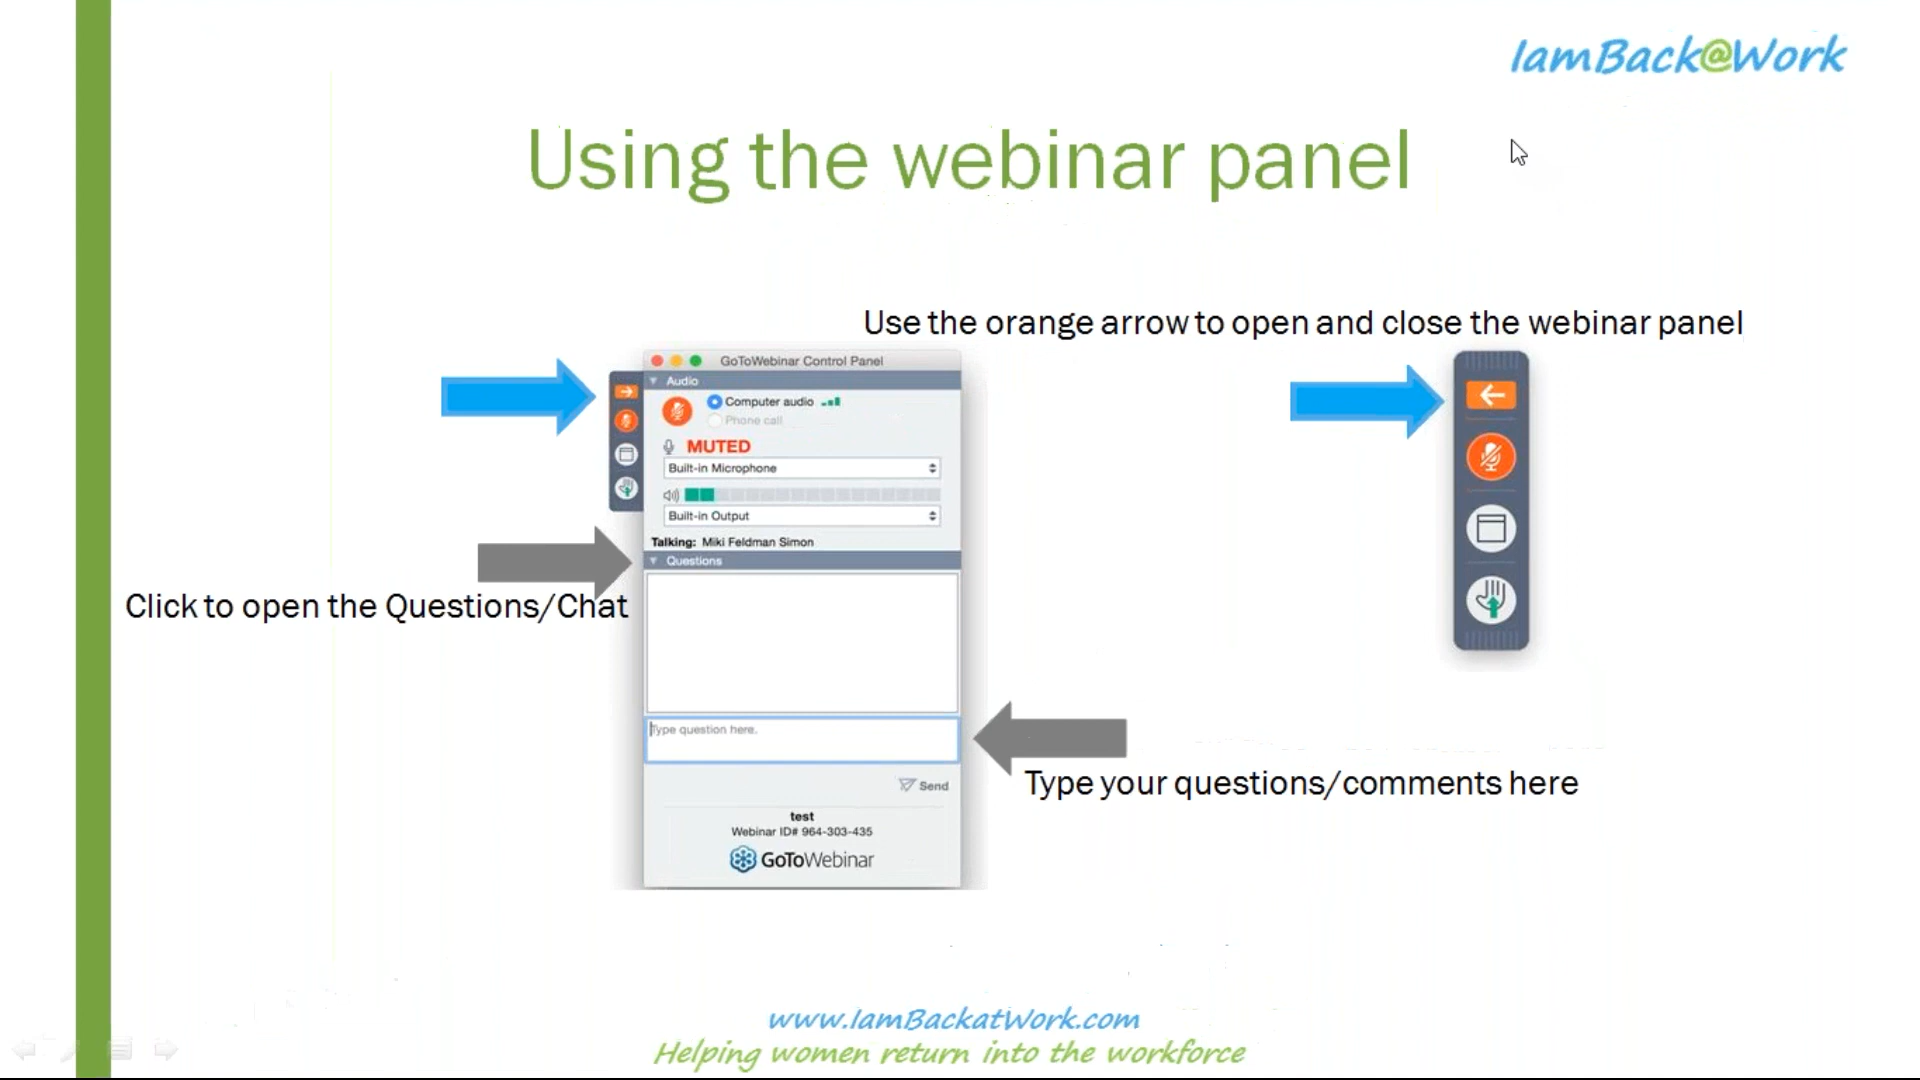 IamBack@Work
Using the webinar panel
Use the orange arrow to open and close the webinar panel
GoToWebinar Control Panel
Audio
Computer audio
Phone call
MUTED
Built-in Microphone
Built-in Output
Talking: Miki Feldman Simon
Questions
Click to open the Questions/Chat
Type question here.
Type your questions/comments here
Send
test
Webinar ID# 964-303-435
GoToWebinar
www.IamBackatWork.com
Helping women return into the workforce